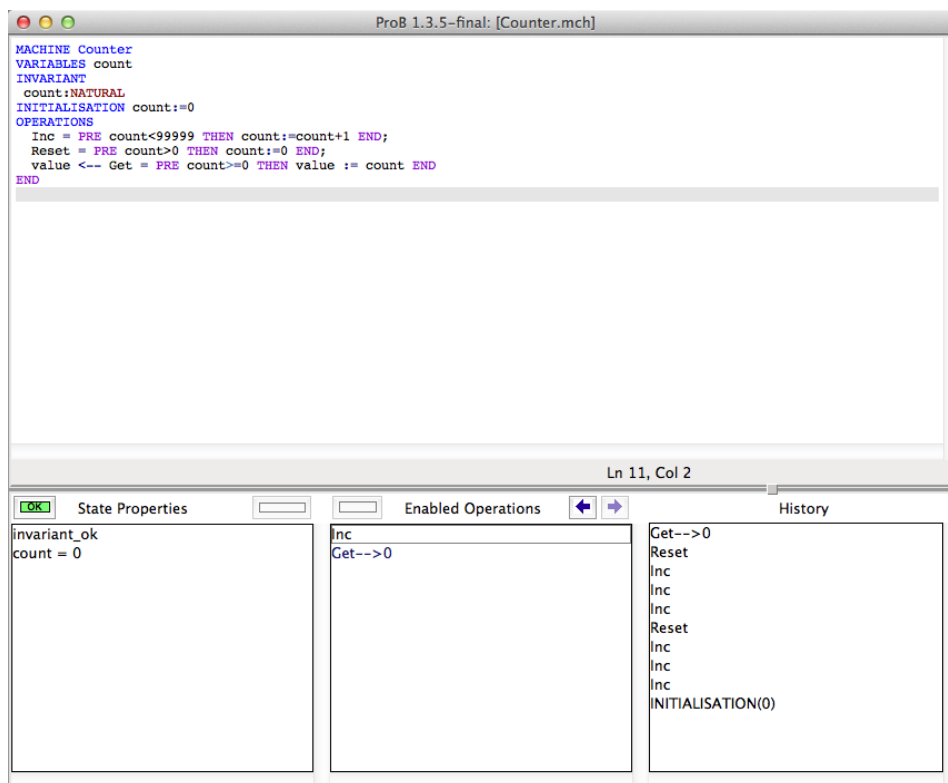 ProB 1.3.5-final: [Counter.mch]
MACHINE Counter
VARIABLES count
INVARIANT
 count:NATURAL
INITIALISATION count:=0
OPERATIONS
  Inc = PRE count<99999 THEN count:=count+1 END;
  Reset = PRE count>0 THEN count:=0 END;
  value <-- Get = PRE count>=0 THEN value := count END
END
Ln 11, Col 2
OK State Properties Enabled Operations History
invariant_ok
count = 0
Inc
Get-->0
Get-->0
Reset
Inc
Inc
Inc
Reset
Inc
Inc
Inc
INITIALISATION(0)